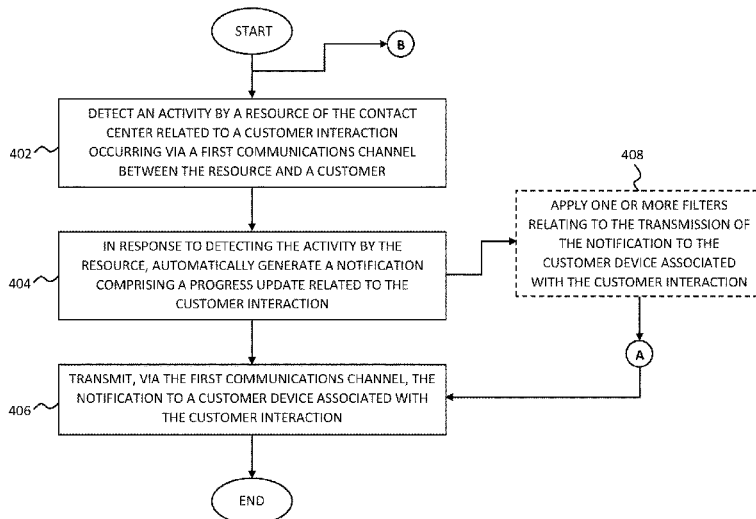 START
B
DETECT AN ACTIVITY BY A RESOURCE OF THE CONTACT
CENTER RELATED TO A CUSTOMER INTERACTION
OCCURRING VIA A FIRST COMMUNICATIONS CHANNEL
BETWEEN THE RESOURCE AND A CUSTOMER
402
408
APPLY ONE OR MORE FILTERS
RELATING TO THE TRANSMISSION OF
THE NOTIFICATION TO THE
CUSTOMER DEVICE ASSOCIATED
WITH THE CUSTOMER INTERACTION
IN RESPONSE TO DETECTING THE ACTIVITY BY THE
RESOURCE, AUTOMATICALLY GENERATE A NOTIFICATION
COMPRISING A PROGRESS UPDATE RELATED TO THE
CUSTOMER INTERACTION
404
A
TRANSMIT, VIA THE FIRST COMMUNICATIONS CHANNEL, THE
NOTIFICATION TO A CUSTOMER DEVICE ASSOCIATED WITH
THE CUSTOMER INTERACTION
406
END